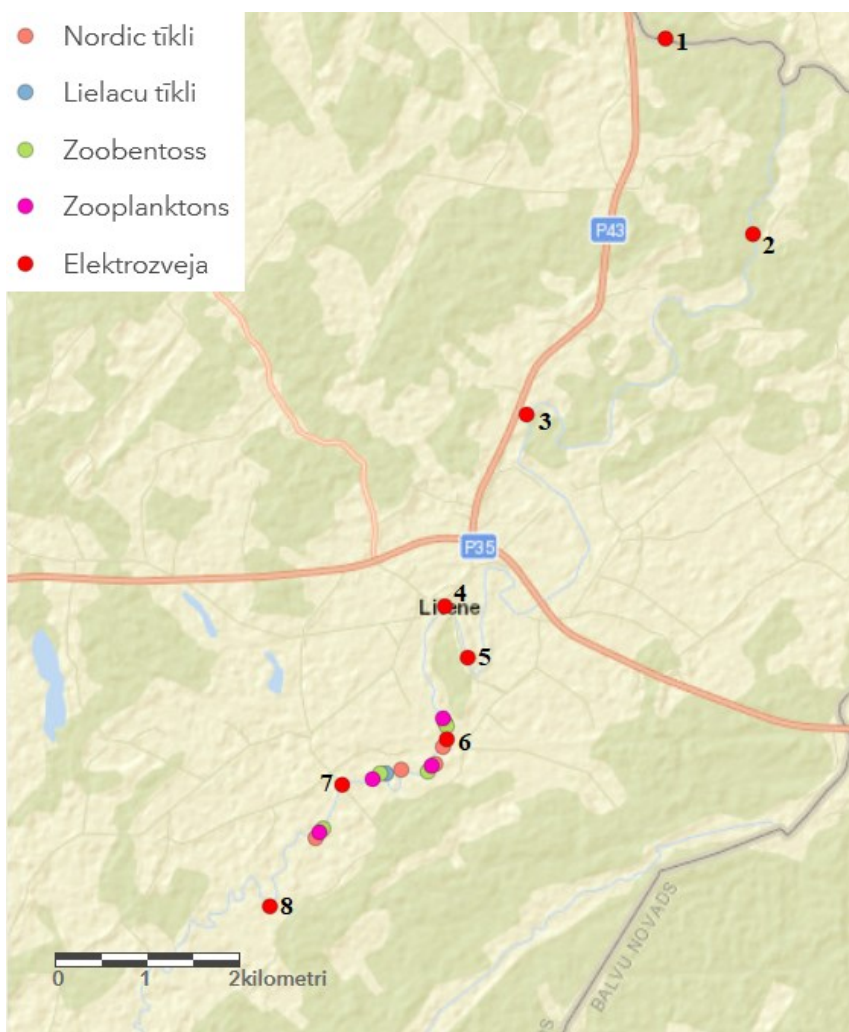 Nordic tīkli
Lielacu tīkli
Zoobentoss
Zooplanktons
Elektrozveja
1
P43
2
3
P35
4
5
6
7
8
0 1 2kilometri
BALVU NOVADS